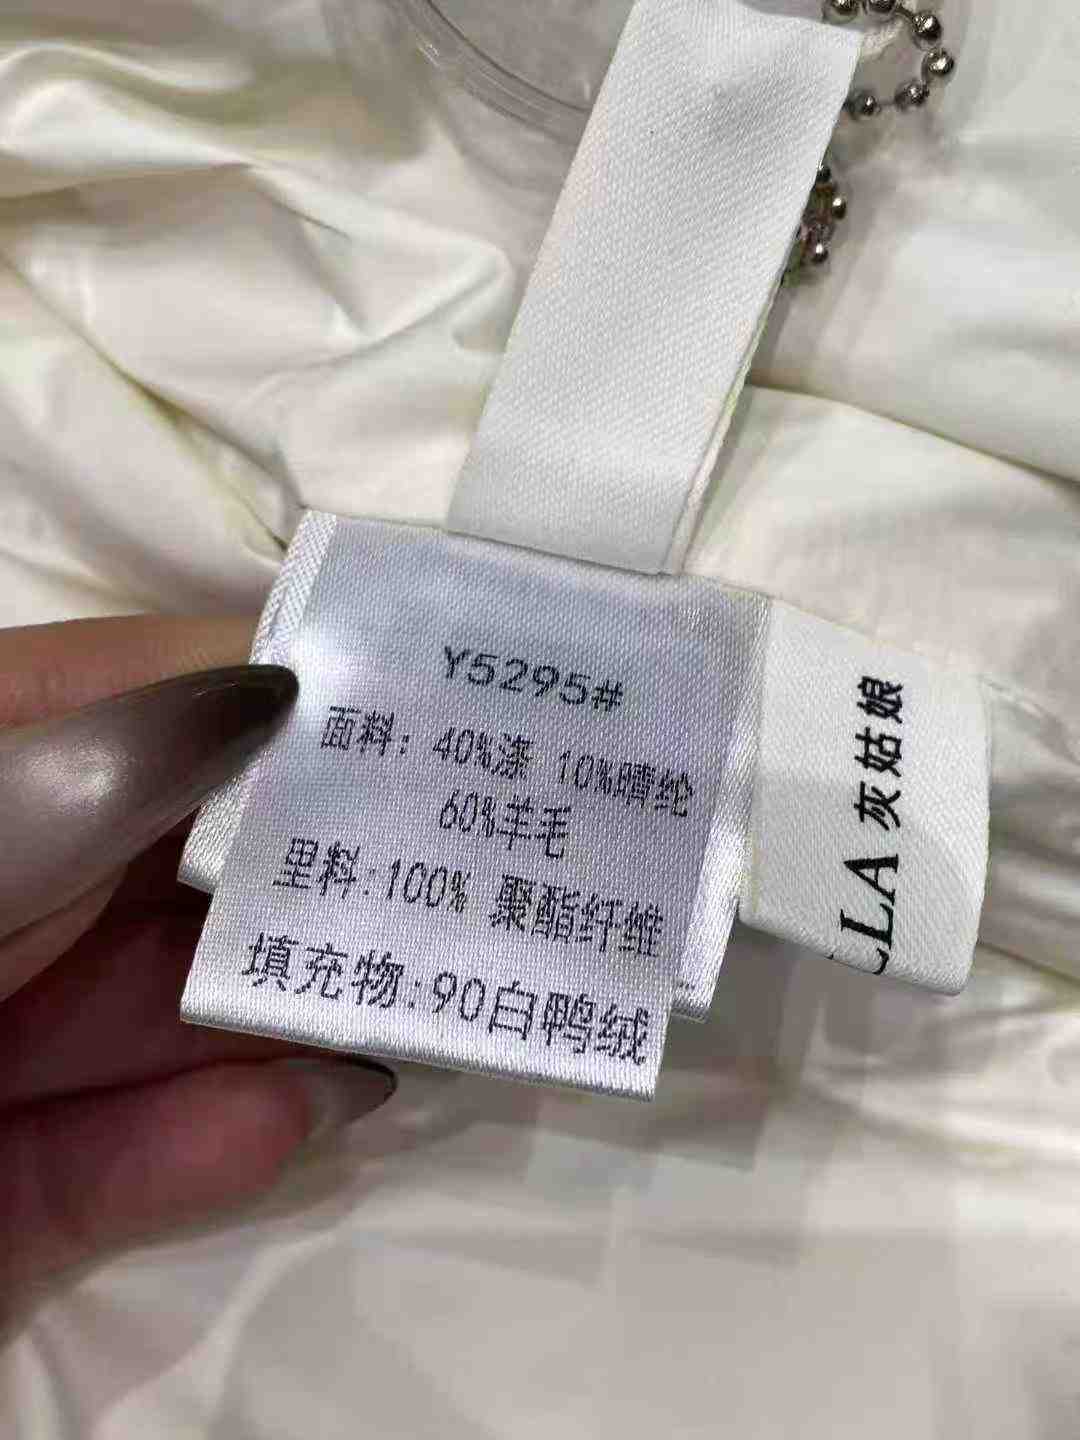 Y5295#
面料：40%涤 10%晴纶
60%羊毛
里料:100% 聚酯纤维
填充物:90白鸭绒
LLA 灰姑娘